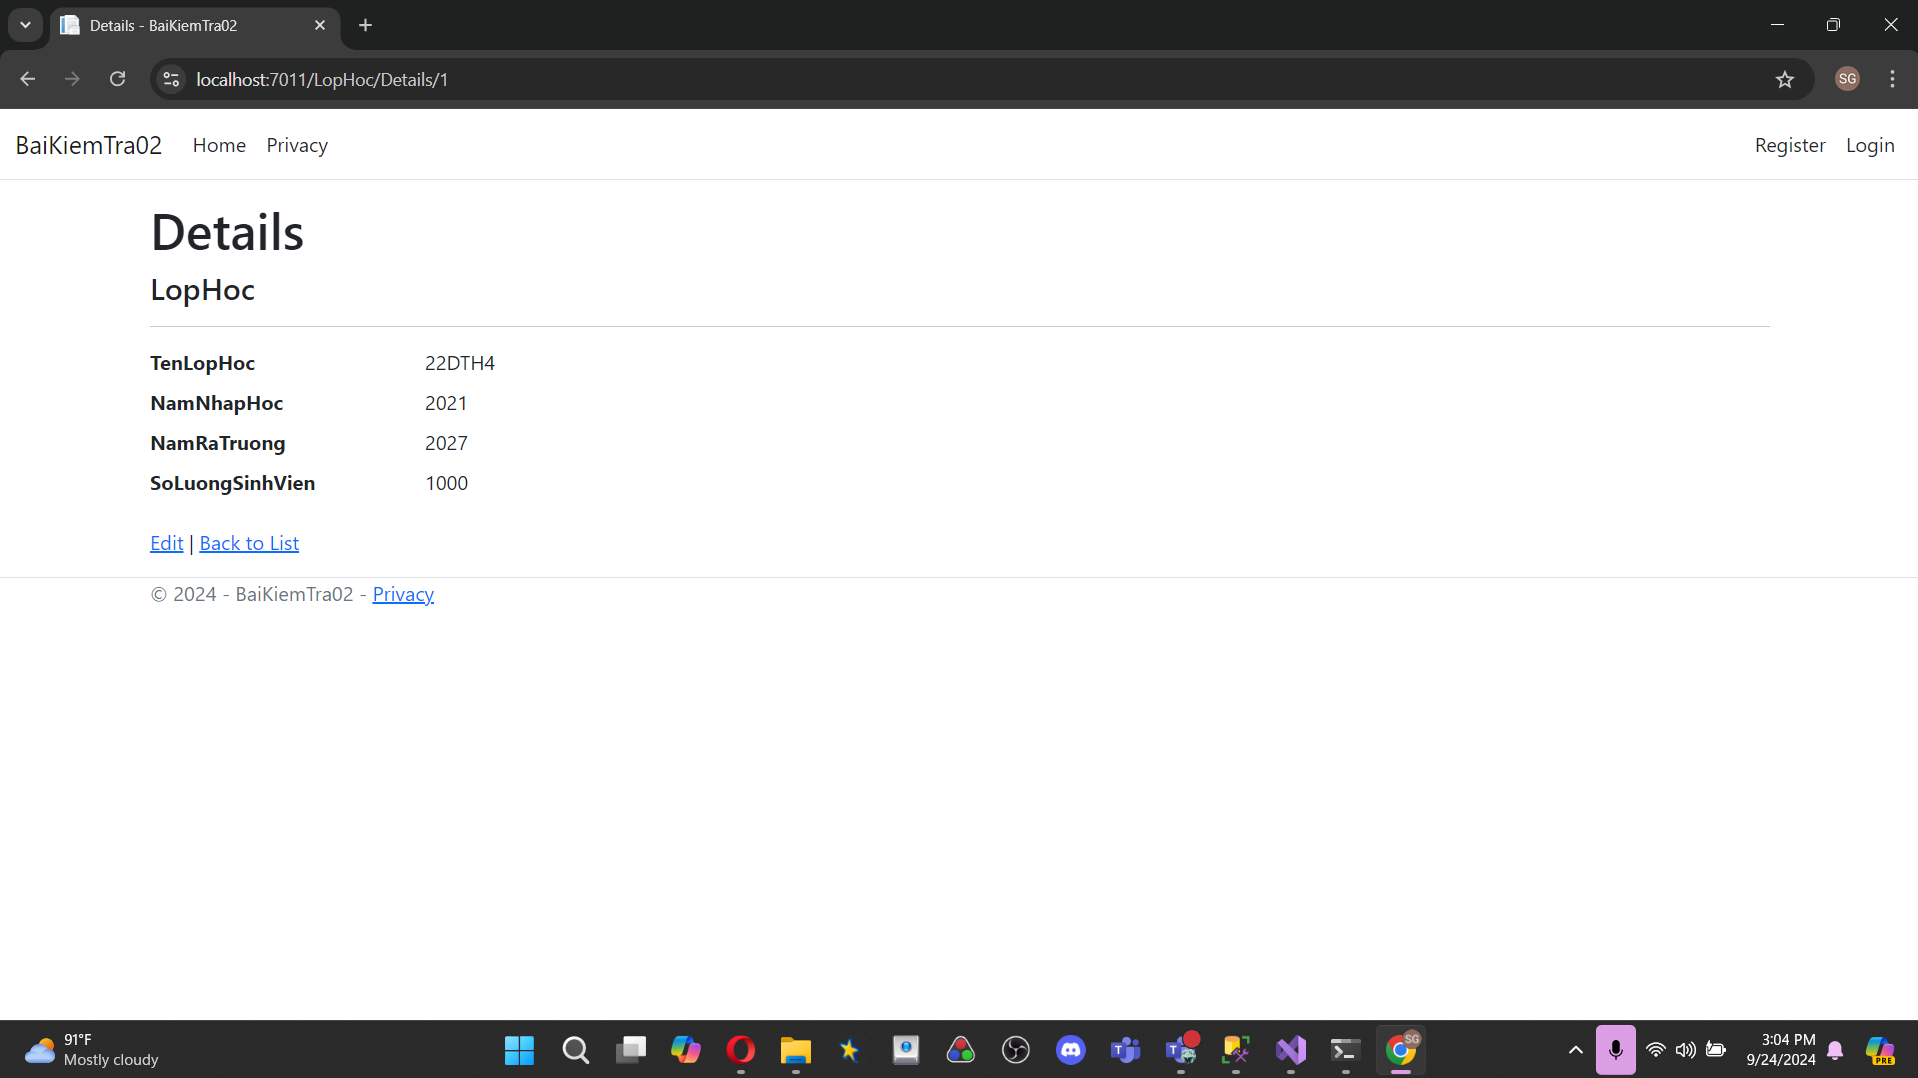 Details - BaiKiemTra02
localhost:7011/LopHoc/Details/1
SG
BaiKiemTra02 Home Privacy Register Login
Details
LopHoc
TenLopHoc 22DTH4
NamNhapHoc 2021
NamRaTruong 2027
SoLuongSinhVien 1000
Edit | Back to List
© 2024 - BaiKiemTra02 - Privacy
91°F
Mostly cloudy
SG
3:04 PM
9/24/2024
PRE